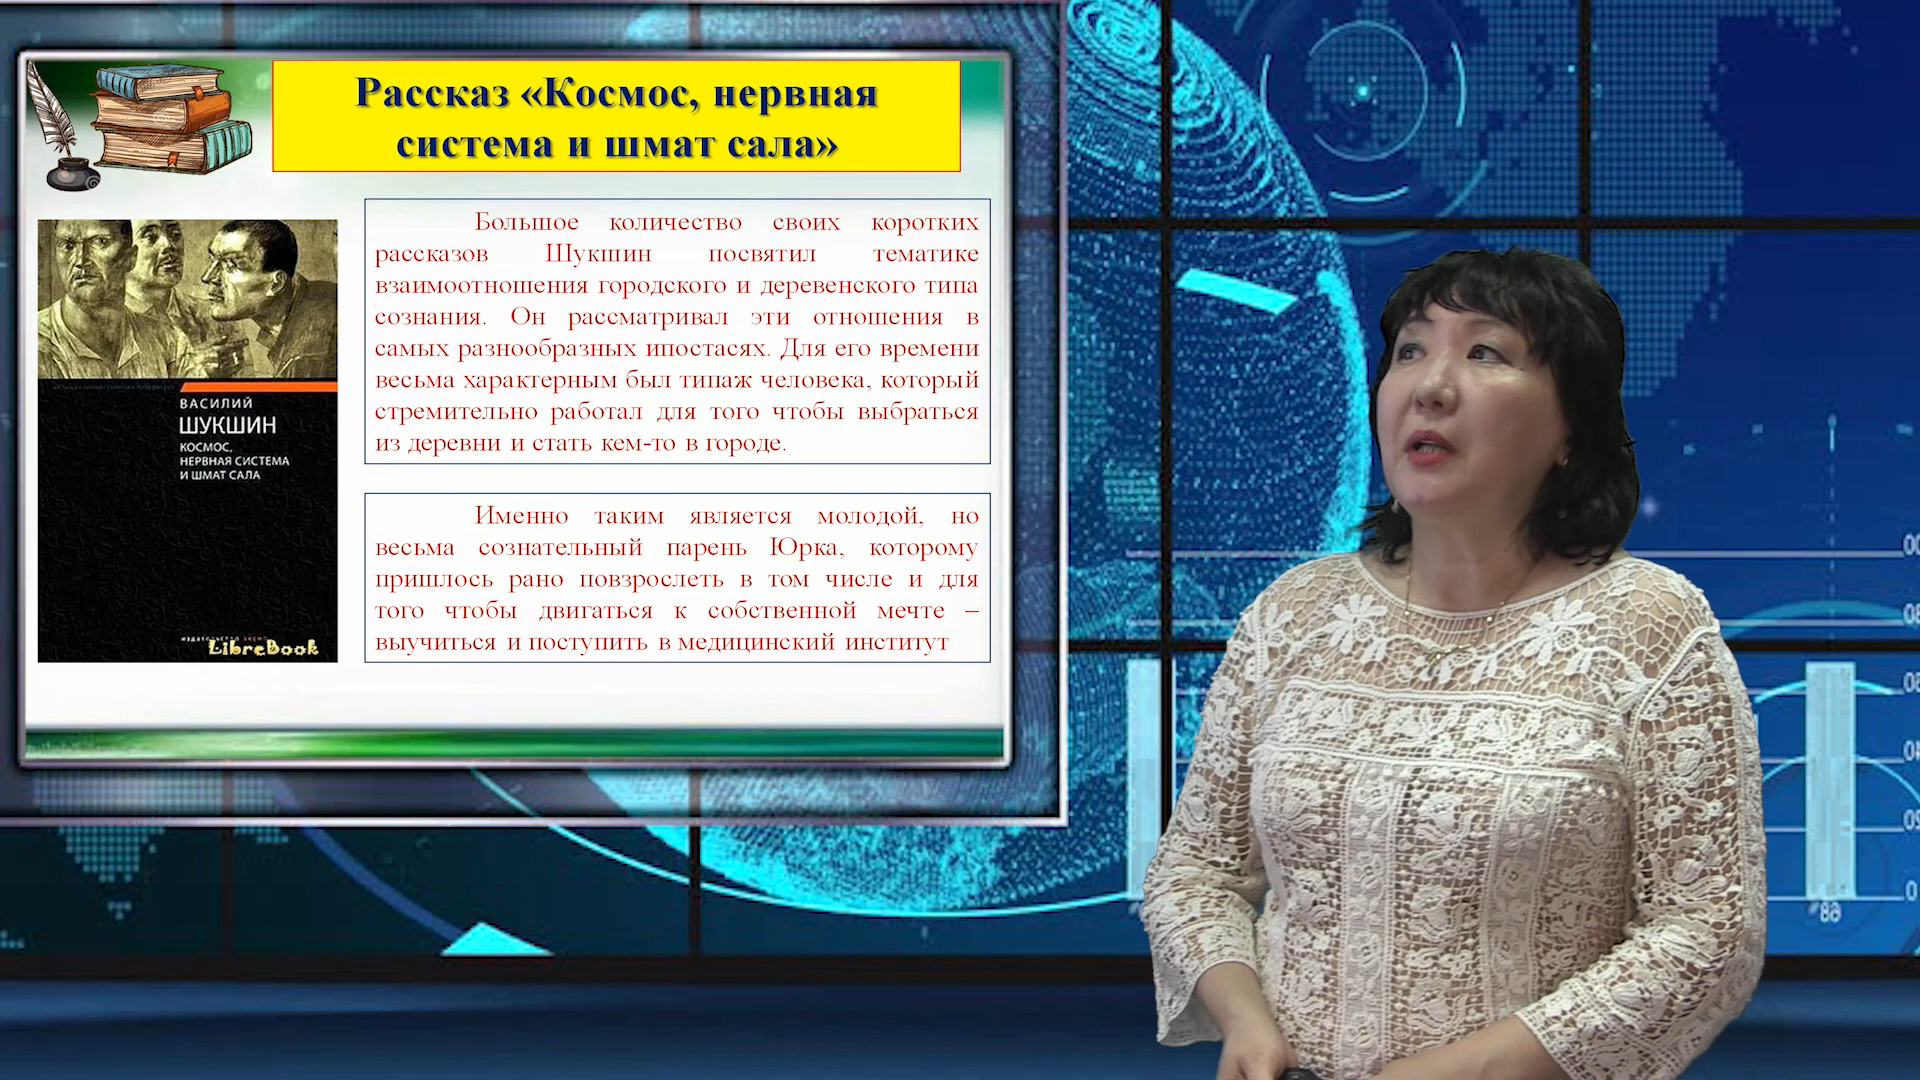 Рассказ «Космос, нервная
система и шмат сала»
Большое количество своих коротких
рассказов Шукшин посвятил тематике
взаимоотношения городского и деревенского типа
сознания. Он рассматривал эти отношения в
самых разнообразных ипостасях. Для его времени
весьма характерным был типаж человека, который
стремительно работал для того чтобы выбраться
из деревни и стать кем-то в городе.
ВАСИЛИЙ
ШУКШИН
КОСМОС,
НЕРВНАЯ СИСТЕМА
И ШМАТ САЛА
LibreBook
Именно таким является молодой, но
весьма сознательный парень Юрка, которому
пришлось рано повзрослеть в том числе и для
того чтобы двигаться к собственной мечте –
выучиться и поступить в медицинский институт